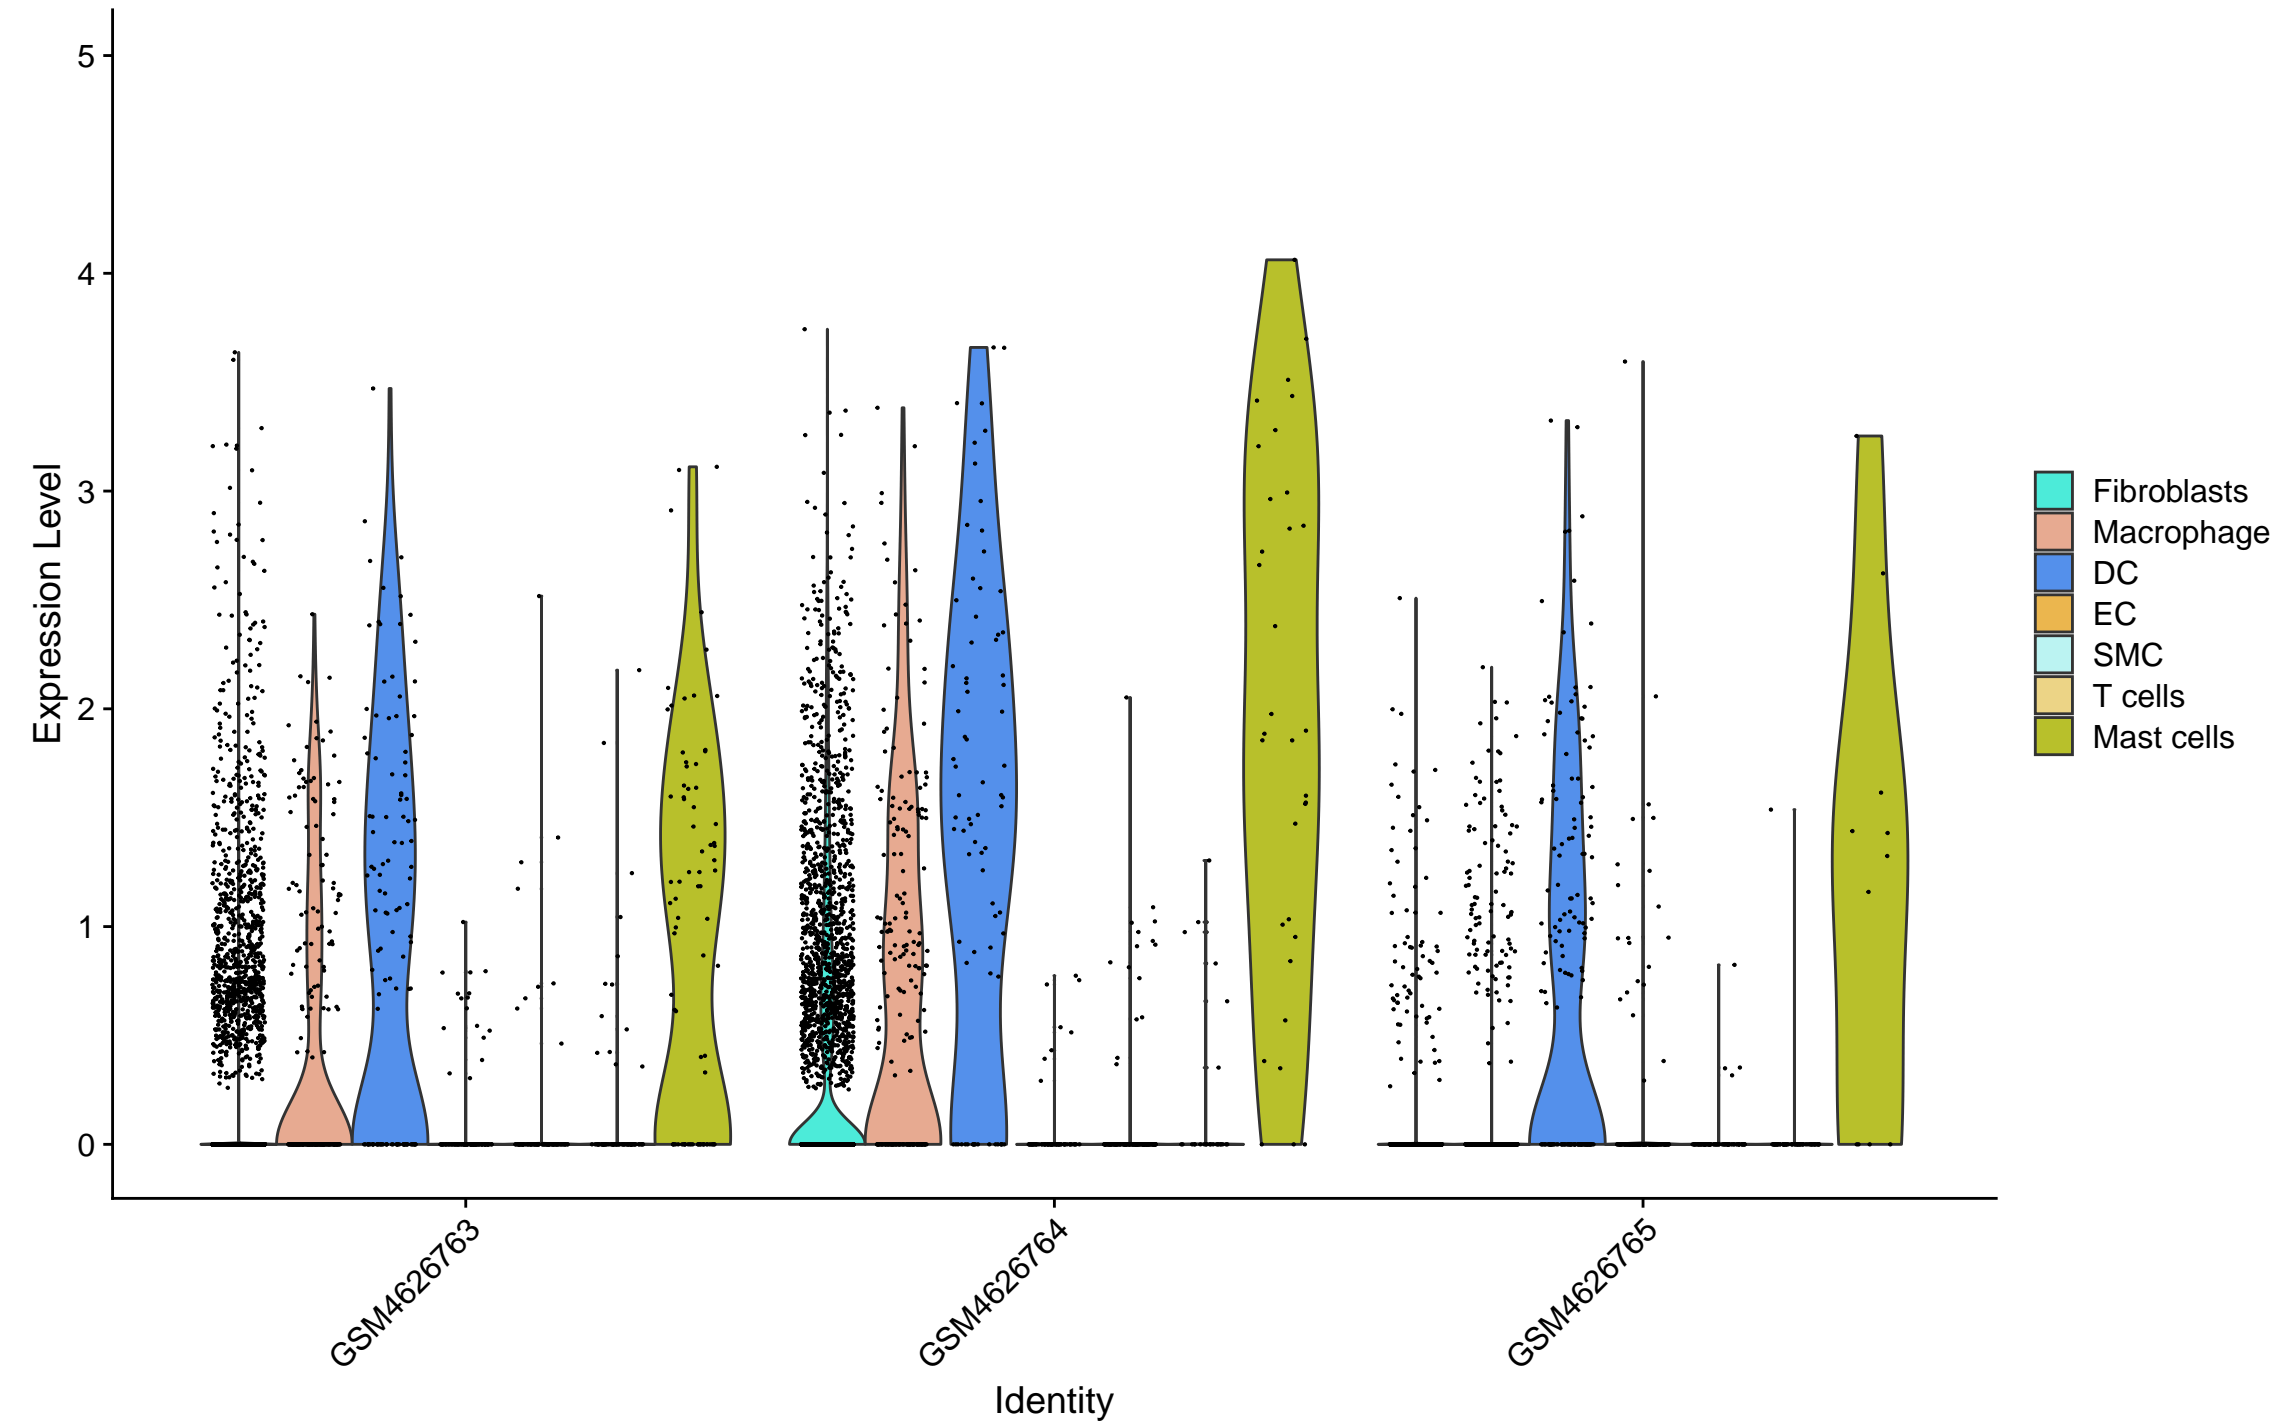 Expression Level
5
4
3
2
1
0
GSM4626763
GSM4626764
GSM4626765
Identity
Fibroblasts
Macrophage
DC
EC
SMC
T cells
Mast cells